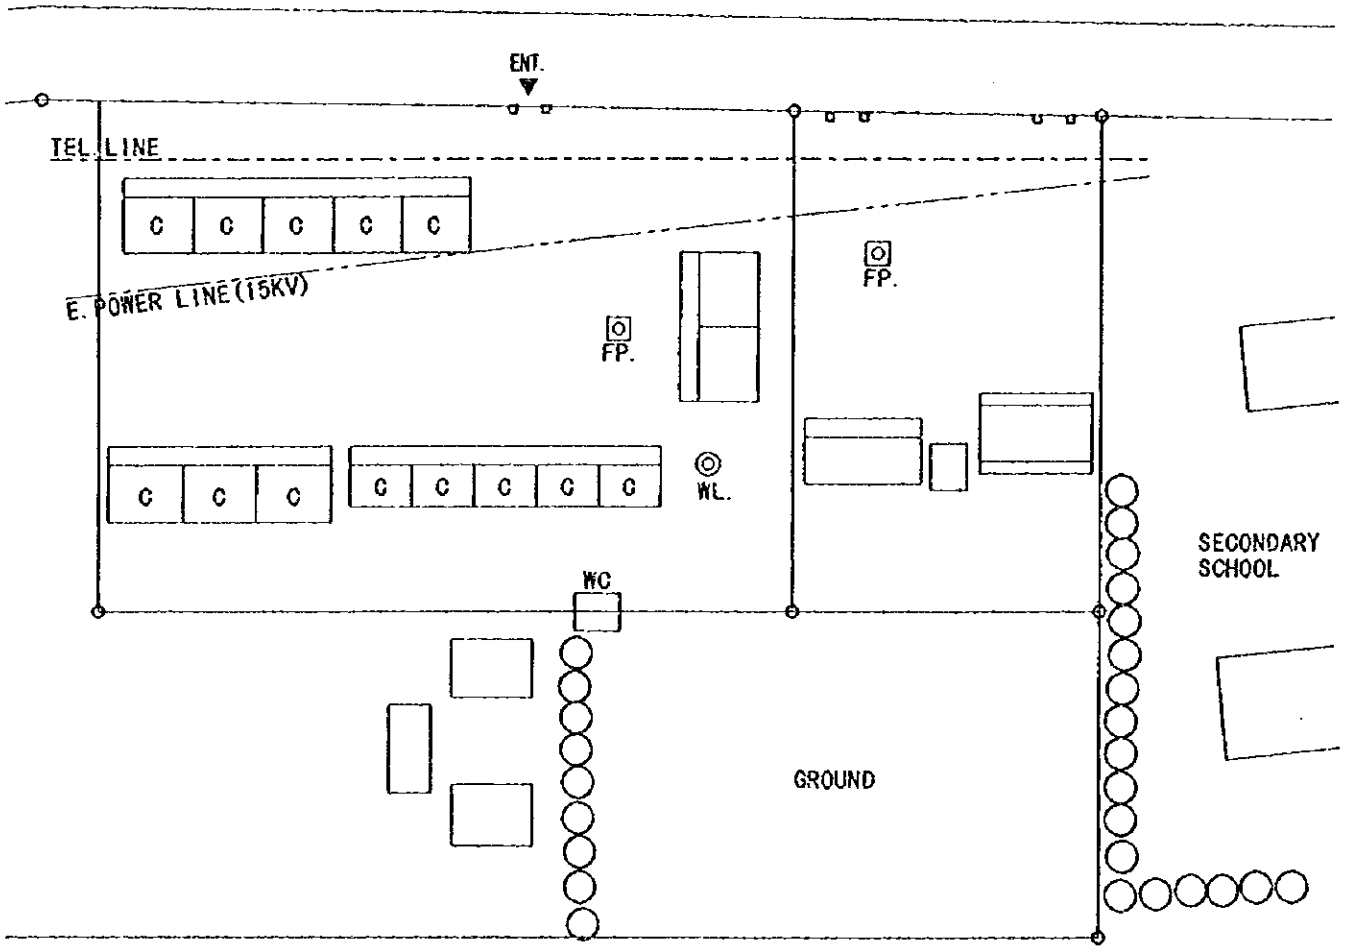 ENT.
TEL.LINE
C C C C C
FP.
E. POWER LINE(15KV)
FP.
C C C
C C C C C
WL.
SECONDARY
SCHOOL
WC
GROUND